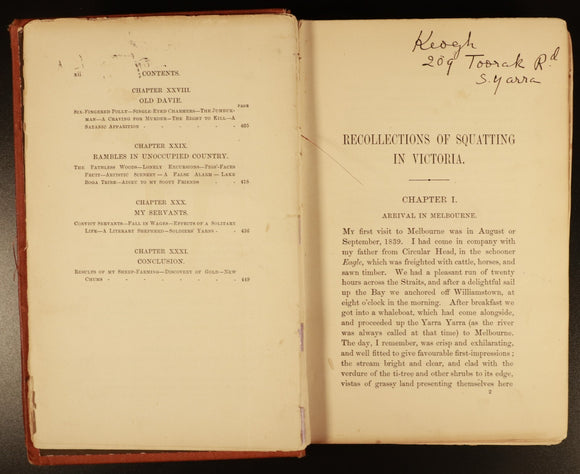 xii CONTENTS.
CHAPTER XXVIII.
OLD DAVIE.
PAGE
SIX-FINGERED POLLY—SINGLE-EYED CHARMERS—THE JUMBUK-
MAN—A CRAVING FOR MURDER—THE RIGHT TO KILL—A
SATANIC APPARITION - - - - - - 405
CHAPTER XXIX.
RAMBLES IN UNOCCUPIED COUNTRY.
THE PATHLESS WOODS—LONELY EXCURSIONS—PIGS'-FACES
FRUIT—ARTISTIC SCENERY—A FALSE ALARM—LAKE
BOGA TRIBE—ADIEU TO MY SCOTT FRIENDS - - 418
CHAPTER XXX.
MY SERVANTS.
CONVICT SERVANTS—FALL IN WAGES—EFFECTS OF A SOLITARY
LIFE—A LITERARY SHEPHERD—SOLDIERS' YARNS - - 436
CHAPTER XXXI.
CONCLUSION.
RESULTS OF MY SHEEP-FARMING—DISCOVERY OF GOLD—NEW
CHUMS - - - - - - - - 449
Keogh
209 Toorak Rd
S. Yarra
RECOLLECTIONS OF SQUATTING
IN VICTORIA.
CHAPTER I.
ARRIVAL IN MELBOURNE.
My first visit to Melbourne was in August or
September, 1839. I had come in company with
my father from Circular Head, in the schooner
Eagle, which was freighted with cattle, horses, and
sawn timber. We had a pleasant run of twenty
hours across the Straits, and after a delightful sail
up the Bay we anchored off Williamstown, at
eight o'clock in the morning. After breakfast we
got into a whaleboat, which had come alongside,
and proceeded up the Yarra Yarra (as the river
was always called at that time) to Melbourne.
The day, I remember, was crisp and exhilarating,
and well fitted to give favourable first-impressions;
the stream bright and clear, and clad with the
verdure of the ti-tree and other shrubs to its edge,
vistas of grassy land presenting themselves here
2